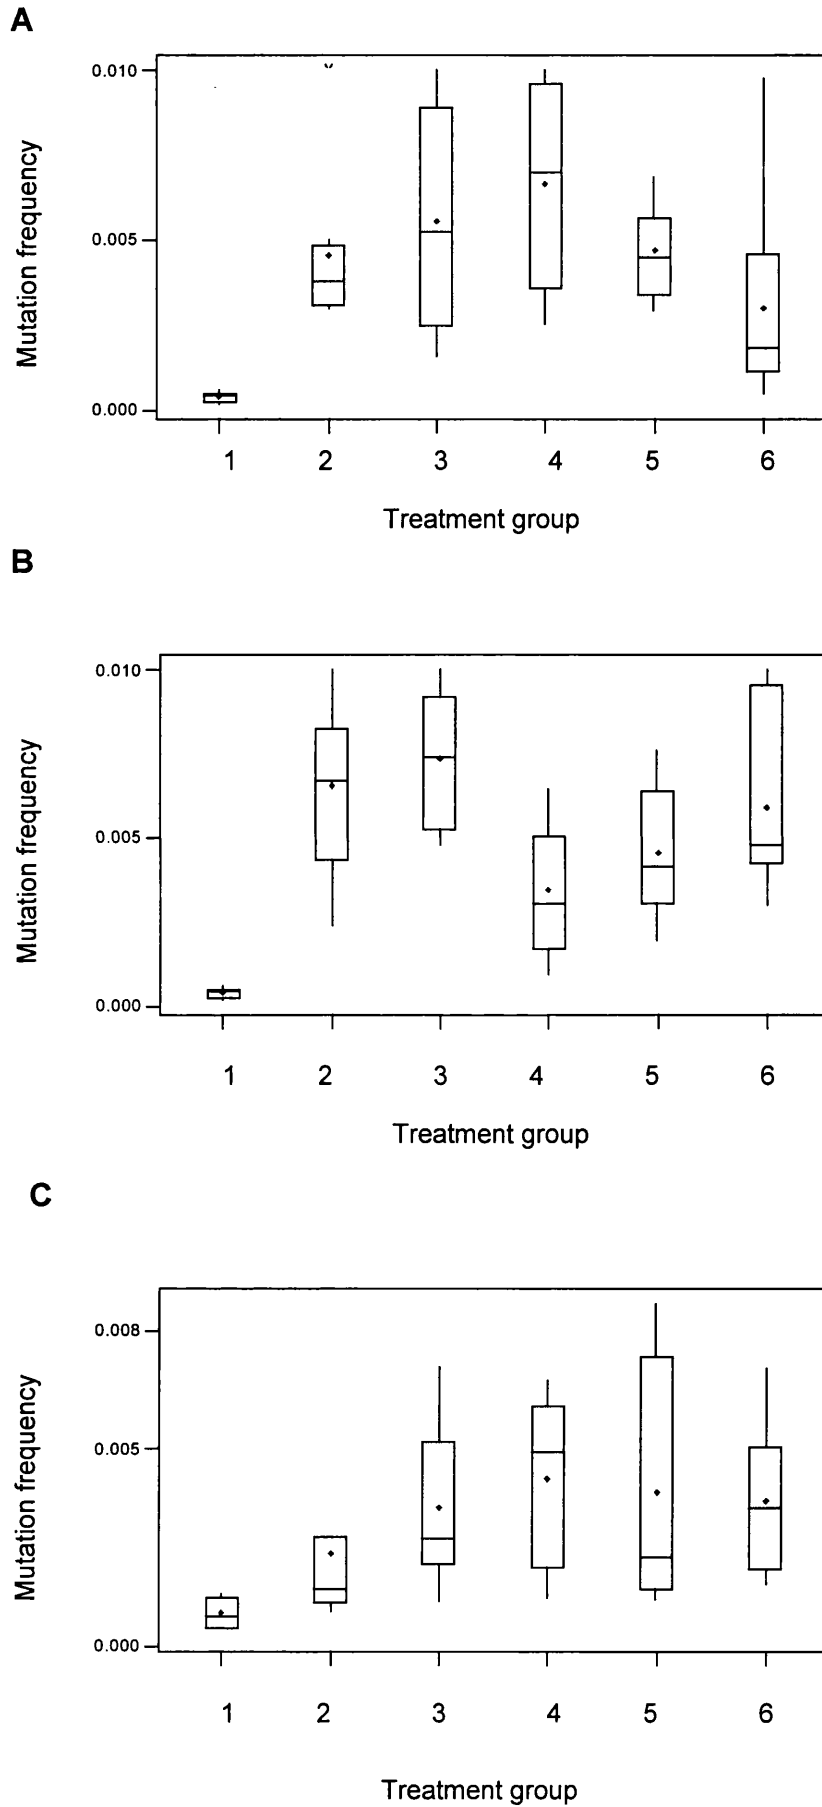 A
0.010
0.005
0.000
Mutation frequency
1 2 3 4 5 6
Treatment group
B
0.010
0.005
0.000
Mutation frequency
1 2 3 4 5 6
Treatment group
C
0.008
0.005
0.000
Mutation frequency
1 2 3 4 5 6
Treatment group